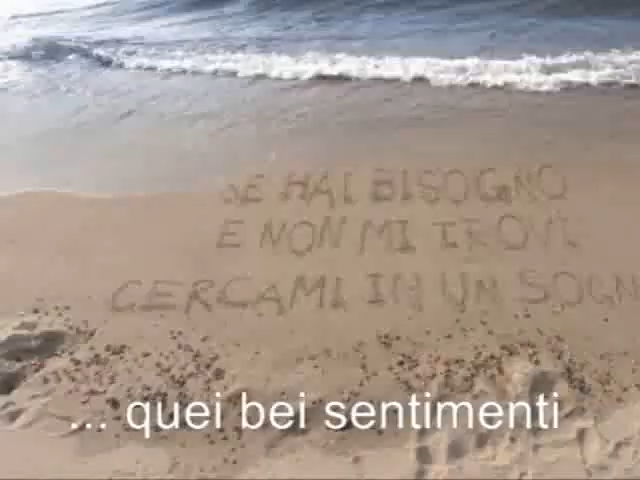 SE HAI BISOGNO
E NON MI TROVI
CERCAMI IN UN SOGN
... quei bei sentimenti